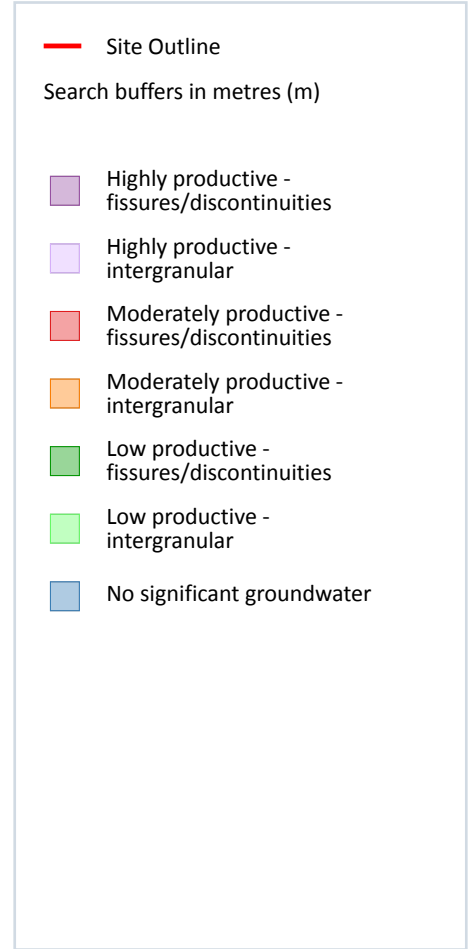 Site Outline
Search buffers in metres (m)
Highly productive -
fissures/discontinuities
Highly productive -
intergranular
Moderately productive -
fissures/discontinuities
Moderately productive -
intergranular
Low productive -
fissures/discontinuities
Low productive -
intergranular
No significant groundwater